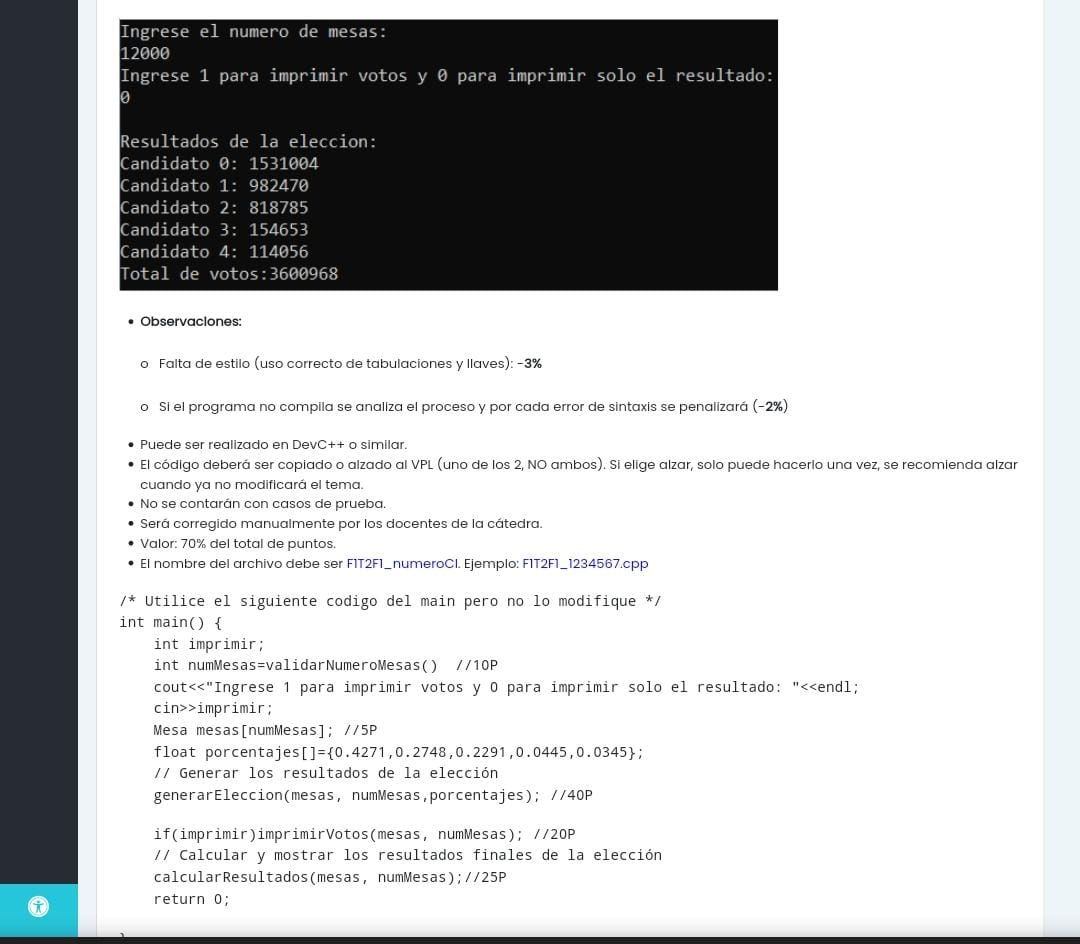 Ingrese el numero de mesas:
12000
Ingrese 1 para imprimir votos y 0 para imprimir solo el resultado:
0
Resultados de la eleccion:
Candidato 0: 1531004
Candidato 1: 982470
Candidato 2: 818785
Candidato 3: 154653
Candidato 4: 114056
Total de votos:3600968
• Observaciones:
o Falta de estilo (uso correcto de tabulaciones y llaves): -3%
o Si el programa no compila se analiza el proceso y por cada error de sintaxis se penalizará (-2%)
• Puede ser realizado en DevC++ o similar.
• El código deberá ser copiado o alzado al VPL (uno de los 2, NO ambos). Si elige alzar, solo puede hacerlo una vez, se recomienda alzar
cuando ya no modificará el tema.
• No se contarán con casos de prueba.
• Será corregido manualmente por los docentes de la cátedra.
• Valor: 70% del total de puntos.
• El nombre del archivo debe ser F1T2F1_numeroCI. Ejemplo: F1T2F1_1234567.cpp
/* Utilice el siguiente codigo del main pero no lo modifique */
int main() {
    int imprimir;
    int numMesas=validarNumeroMesas()  //10P
    cout<<"Ingrese 1 para imprimir votos y 0 para imprimir solo el resultado: "<<endl;
    cin>>imprimir;
    Mesa mesas[numMesas]; //5P
    float porcentajes[]={0.4271,0.2748,0.2291,0.0445,0.0345};
    // Generar los resultados de la elección
    generarEleccion(mesas, numMesas,porcentajes); //40P
    if(imprimir)imprimirVotos(mesas, numMesas); //20P
    // Calcular y mostrar los resultados finales de la elección
    calcularResultados(mesas, numMesas);//25P
    return 0;